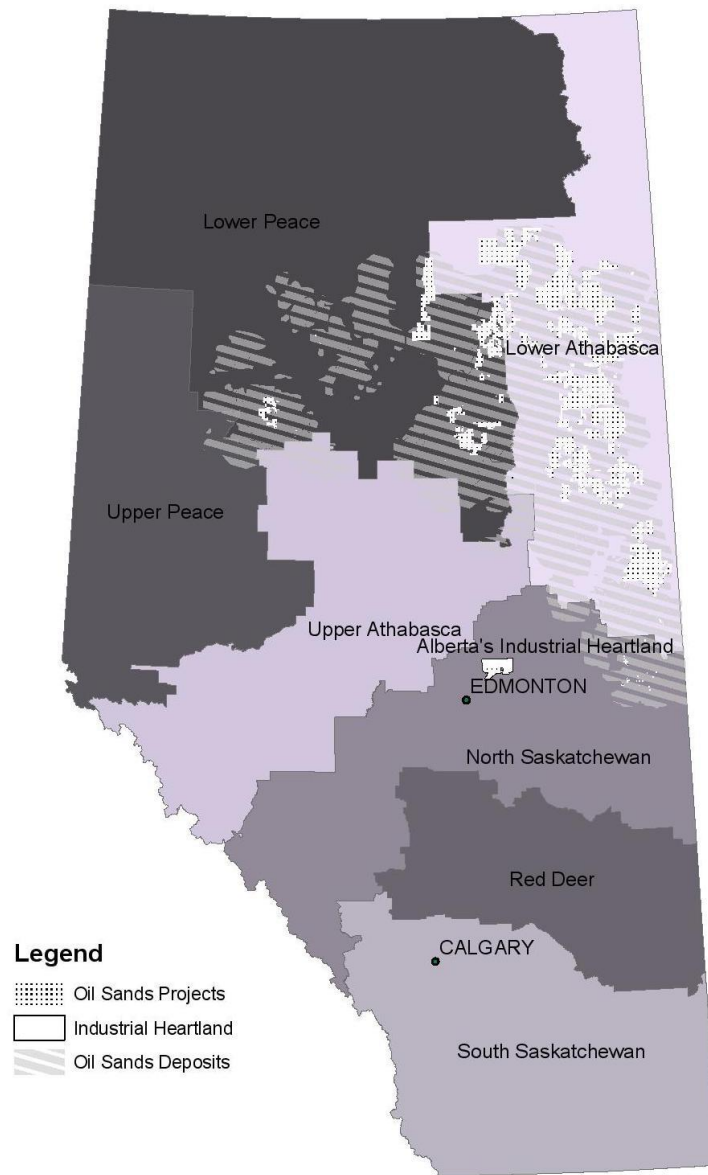 Lower Peace
Lower Athabasca
Upper Peace
Upper Athabasca
Alberta's Industrial Heartland
EDMONTON
North Saskatchewan
Red Deer
CALGARY
South Saskatchewan
Legend
Oil Sands Projects
Industrial Heartland
Oil Sands Deposits